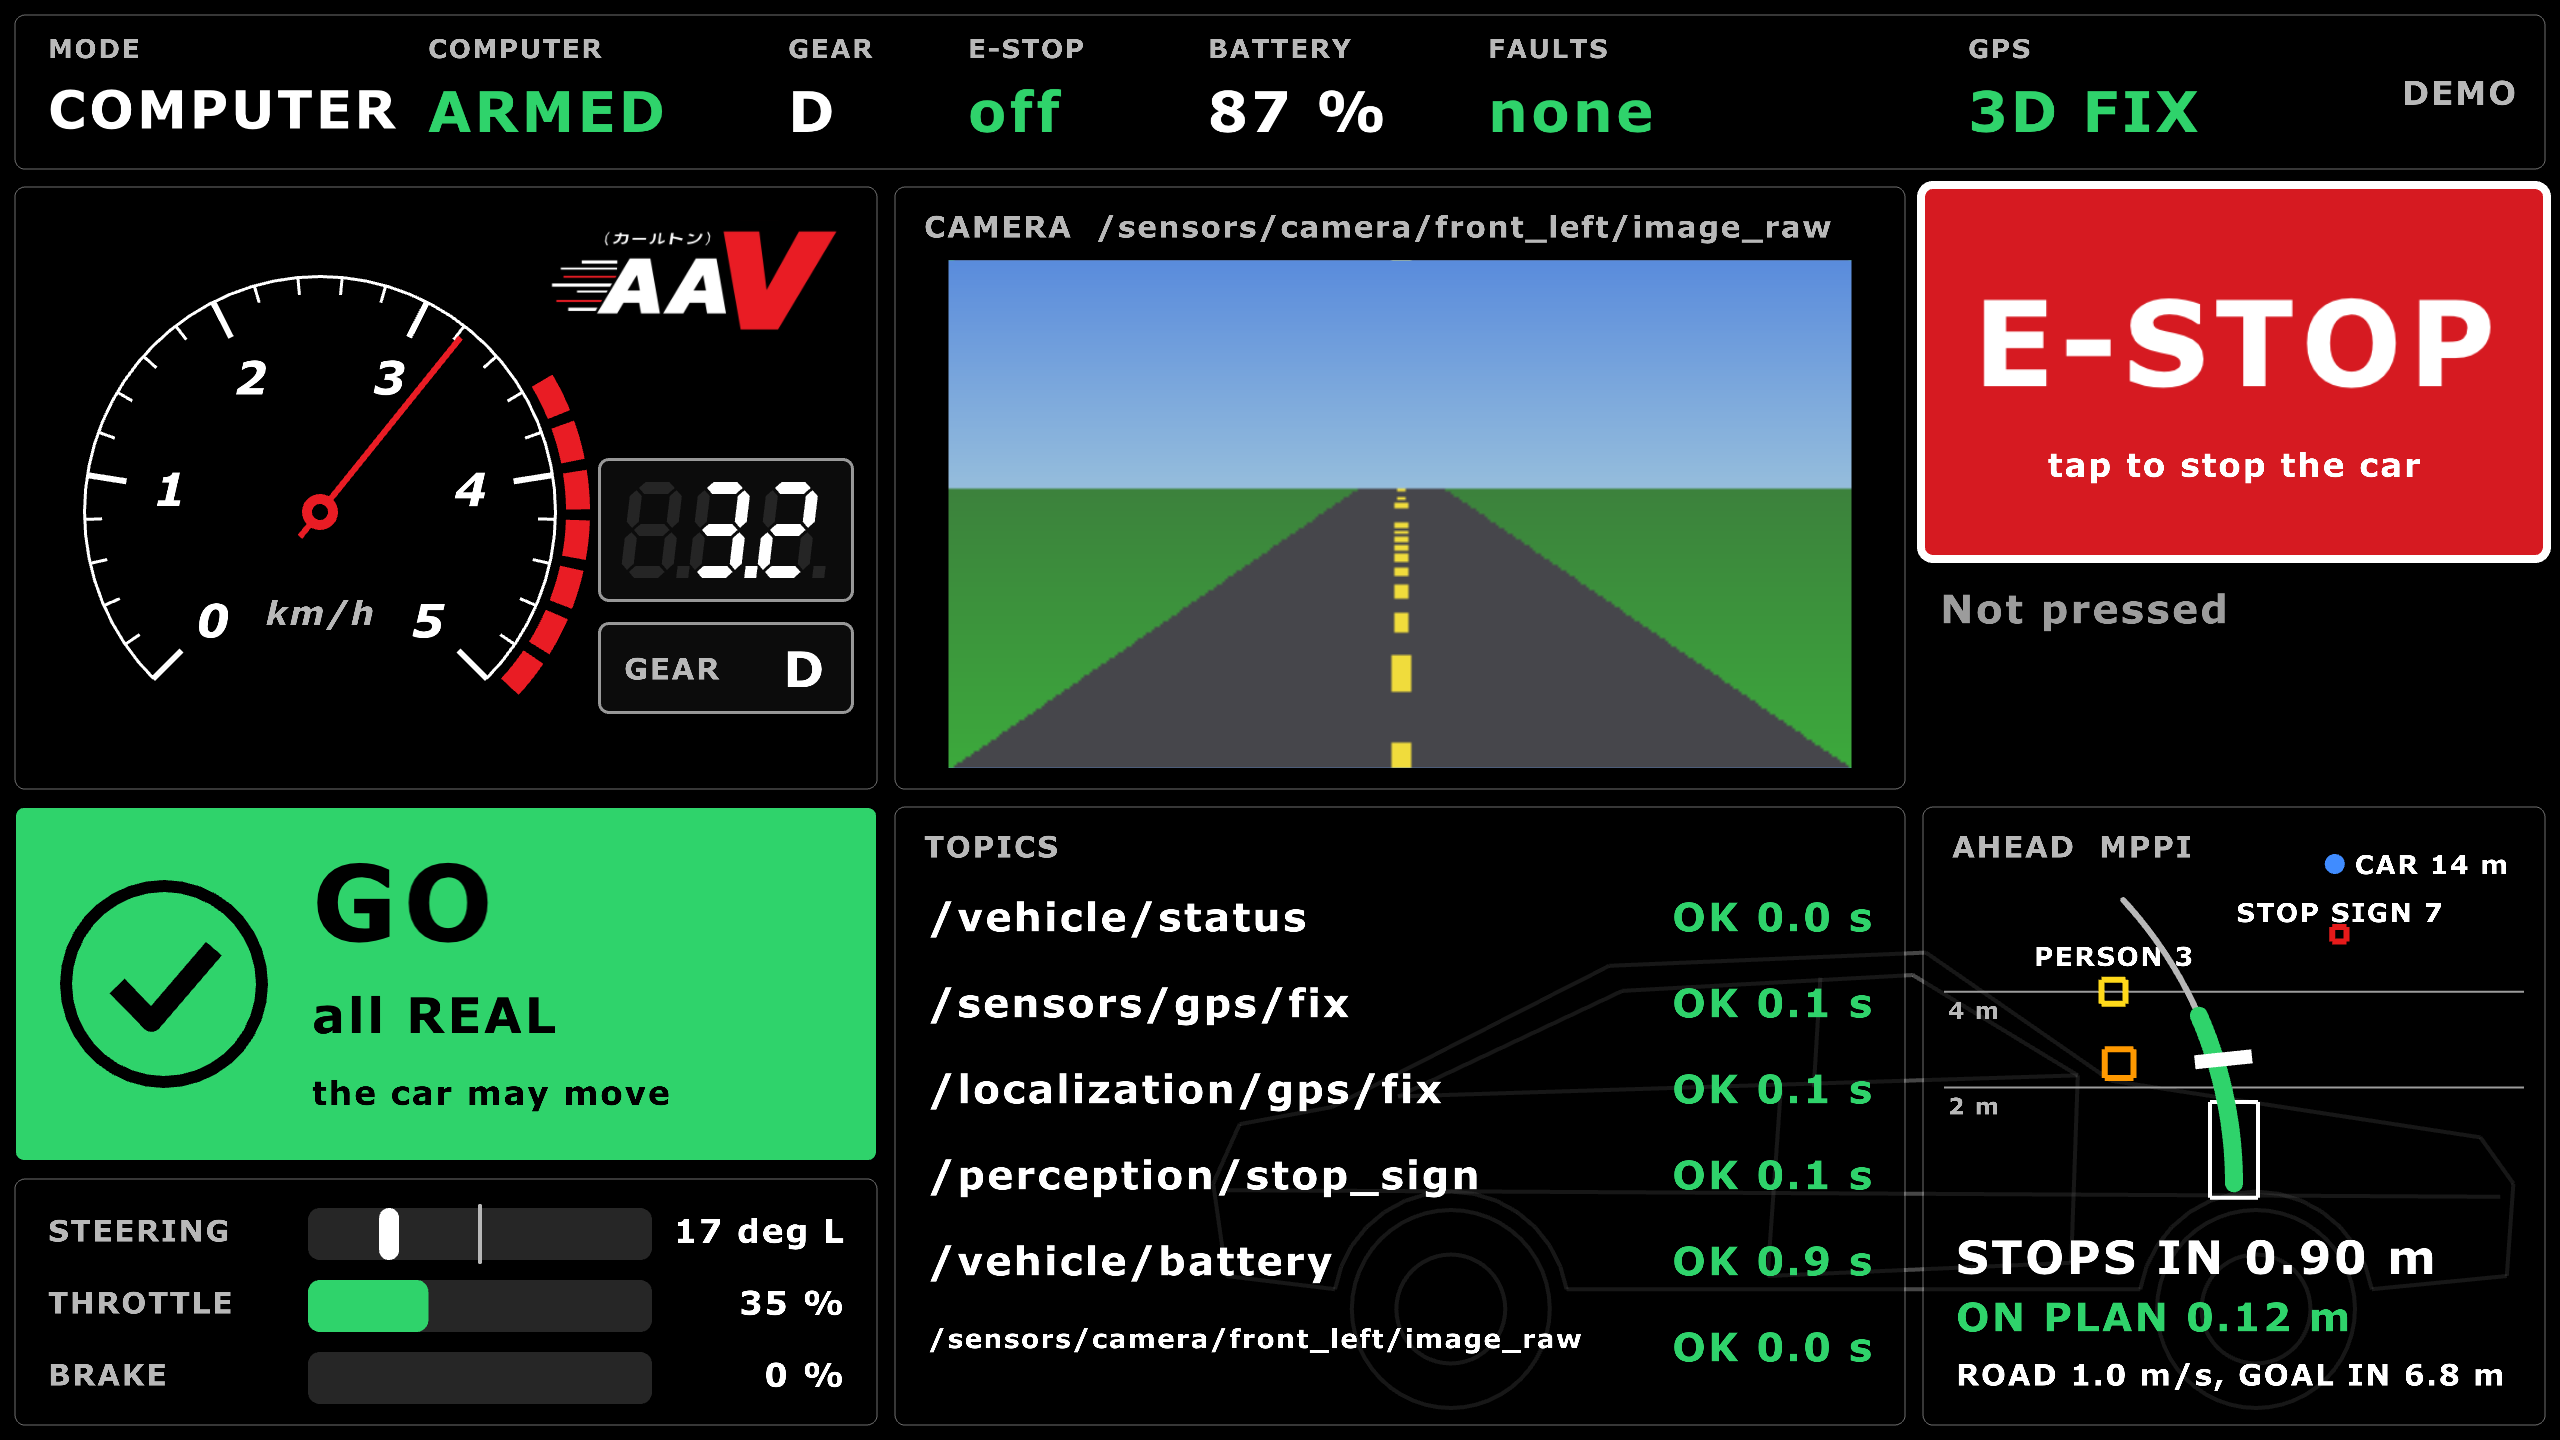 MODE
COMPUTER
COMPUTER
ARMED
GEAR
D
E-STOP
off
BATTERY
87 %
FAULTS
none
GPS
3D FIX
DEMO
(カールトン)
AAV
0
1
2
3
4
5
km/h
3.2
GEAR D
CAMERA /sensors/camera/front_left/image_raw
E-STOP
tap to stop the car
Not pressed
GO
all REAL
the car may move
STEERING 17 deg L
THROTTLE 35 %
BRAKE 0 %
TOPICS
/vehicle/status OK 0.0 s
/sensors/gps/fix OK 0.1 s
/localization/gps/fix OK 0.1 s
/perception/stop_sign OK 0.1 s
/vehicle/battery OK 0.9 s
/sensors/camera/front_left/image_raw OK 0.0 s
AHEAD MPPI
CAR 14 m
STOP SIGN 7
PERSON 3
4 m
2 m
STOPS IN 0.90 m
ON PLAN 0.12 m
ROAD 1.0 m/s, GOAL IN 6.8 m